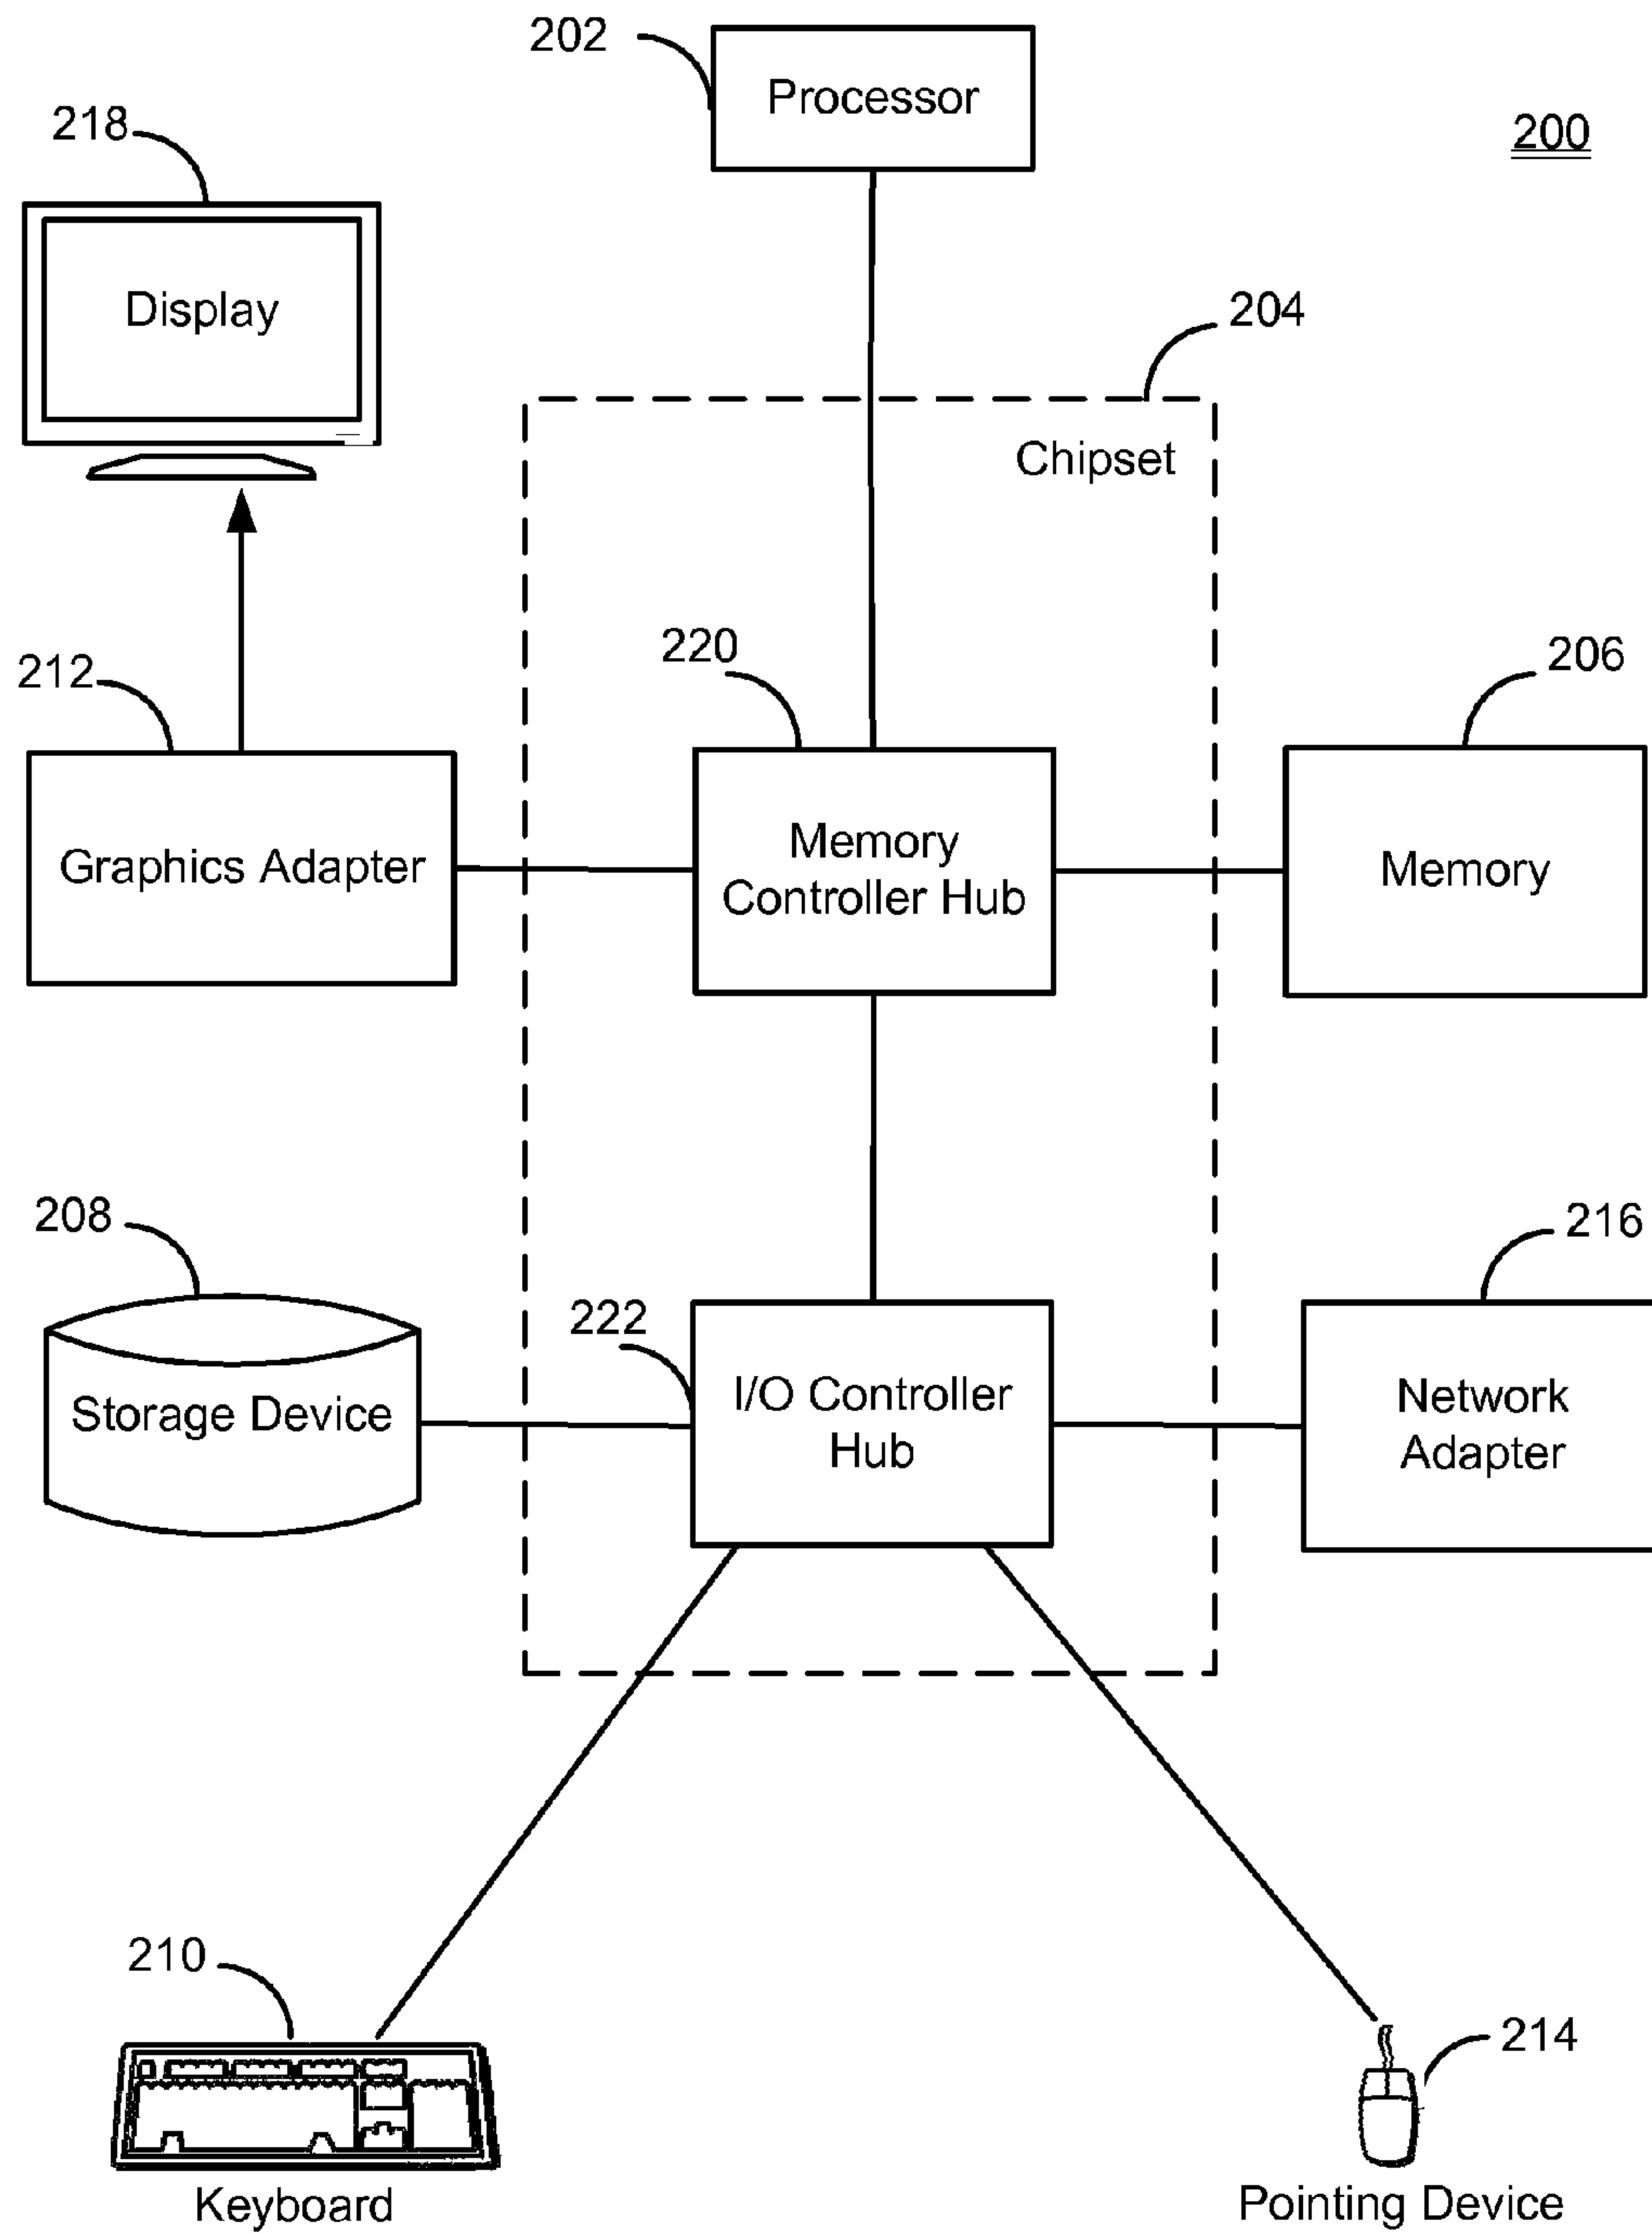 202
Processor
200
218
Display
204
Chipset
212
220
206
Graphics Adapter
Memory
Controller Hub
Memory
208
222
216
Storage Device
I/O Controller
Hub
Network
Adapter
210
214
Keyboard
Pointing Device